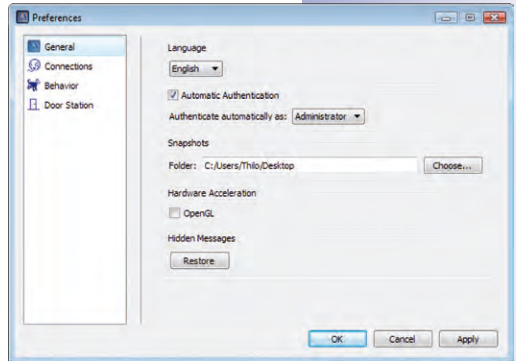 Preferences
General
Connections
Behavior
Door Station
Language
English
Automatic Authentication
Authenticate automatically as: Administrator
Snapshots
Folder: C:/Users/Thilo/Desktop Choose...
Hardware Acceleration
OpenGL
Hidden Messages
Restore
OK Cancel Apply